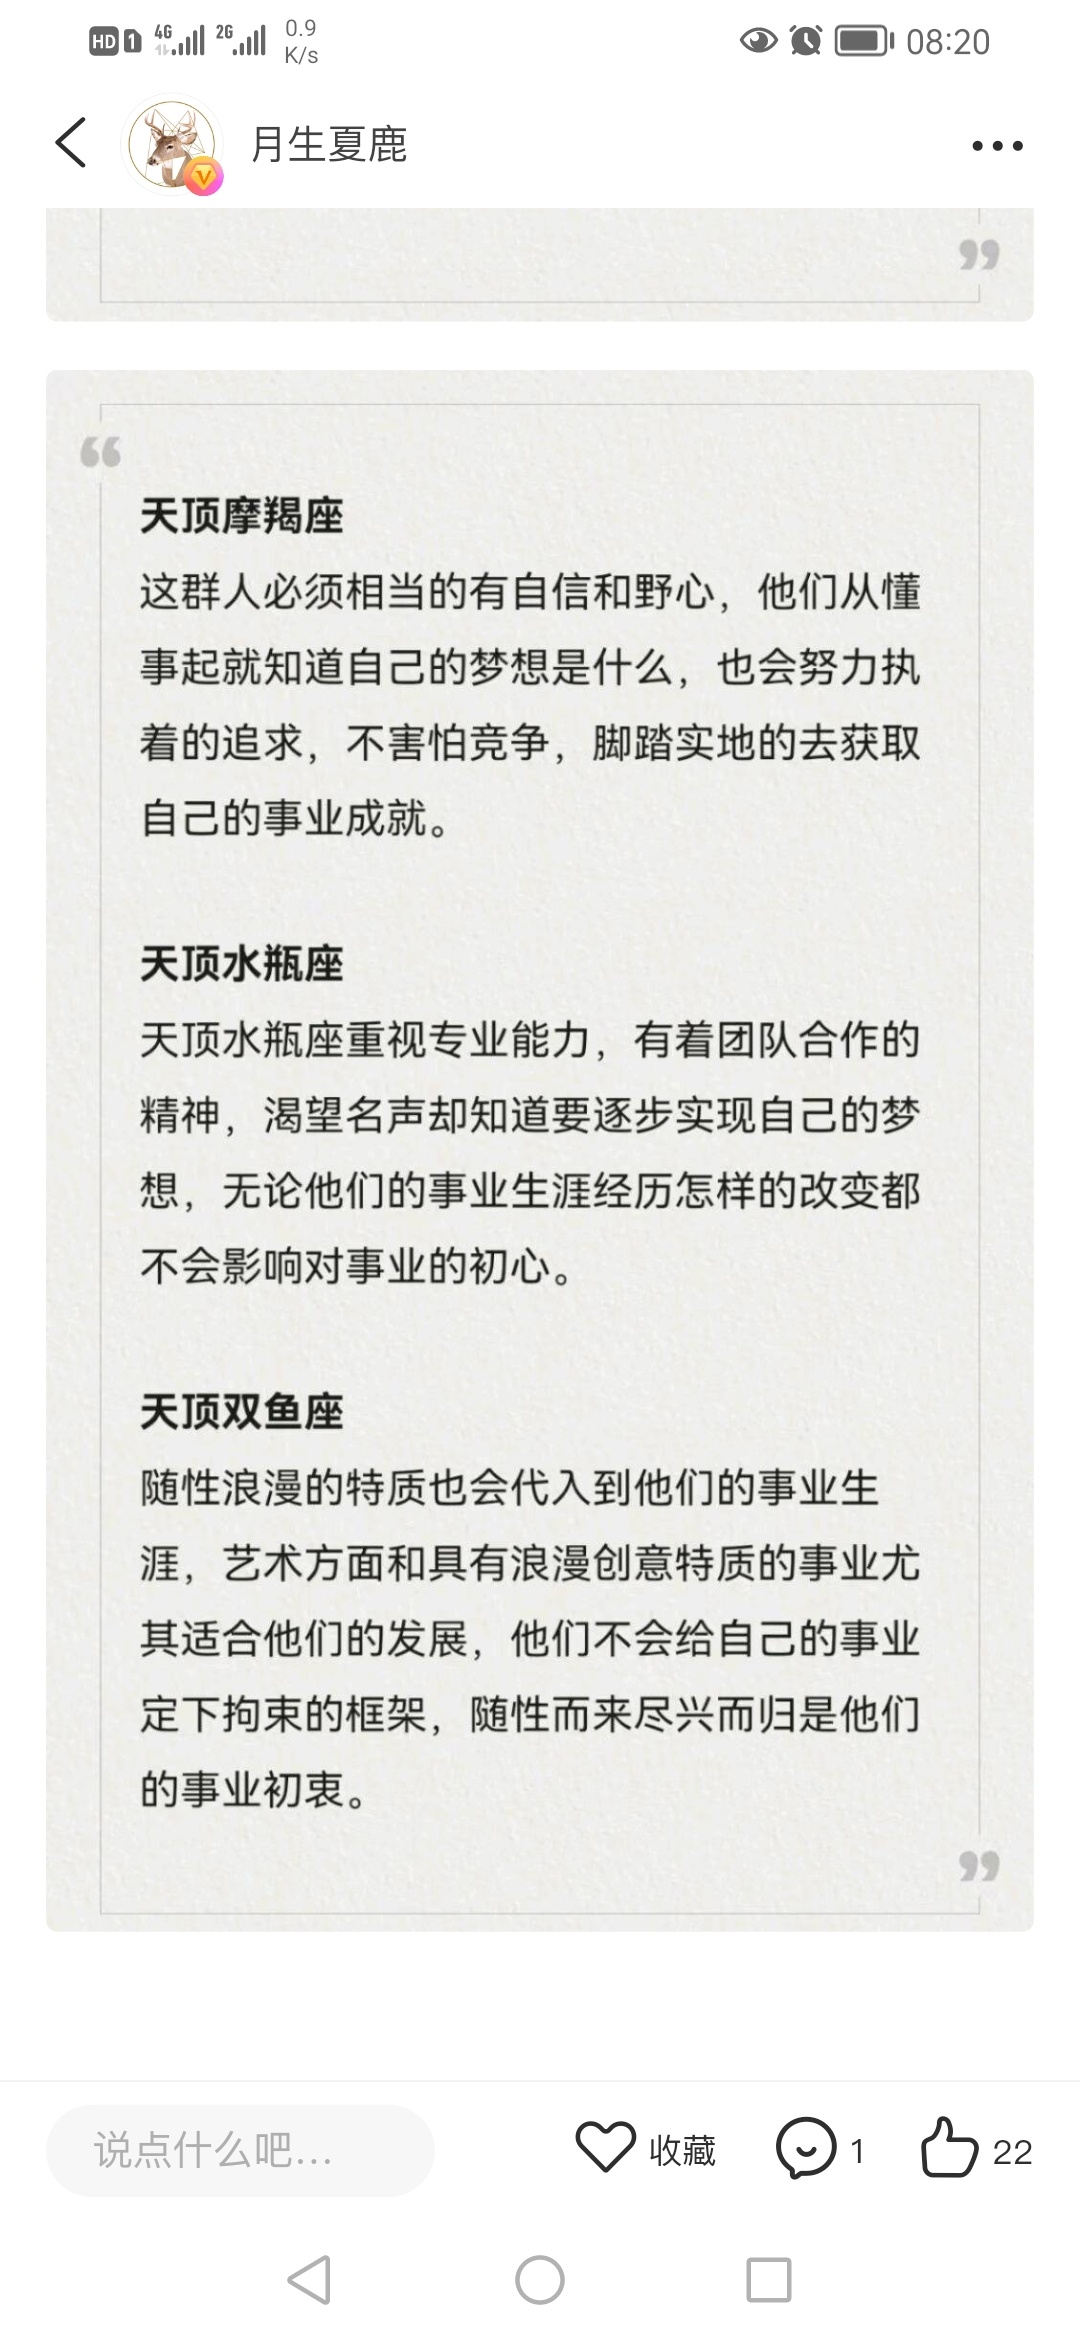 HD 1 4G 2G 0.9 K/s 08:20
月生夏鹿
”
“
天顶摩羯座
这群人必须相当的有自信和野心，他们从懂
事起就知道自己的梦想是什么，也会努力执
着的追求，不害怕竞争，脚踏实地的去获取
自己的事业成就。
天顶水瓶座
天顶水瓶座重视专业能力，有着团队合作的
精神，渴望名声却知道要逐步实现自己的梦
想，无论他们的事业生涯经历怎样的改变都
不会影响对事业的初心。
天顶双鱼座
随性浪漫的特质也会代入到他们的事业生
涯，艺术方面和具有浪漫创意特质的事业尤
其适合他们的发展，他们不会给自己的事业
定下拘束的框架，随性而来尽兴而归是他们
的事业初衷。
”
说点什么吧... 收藏 1 22